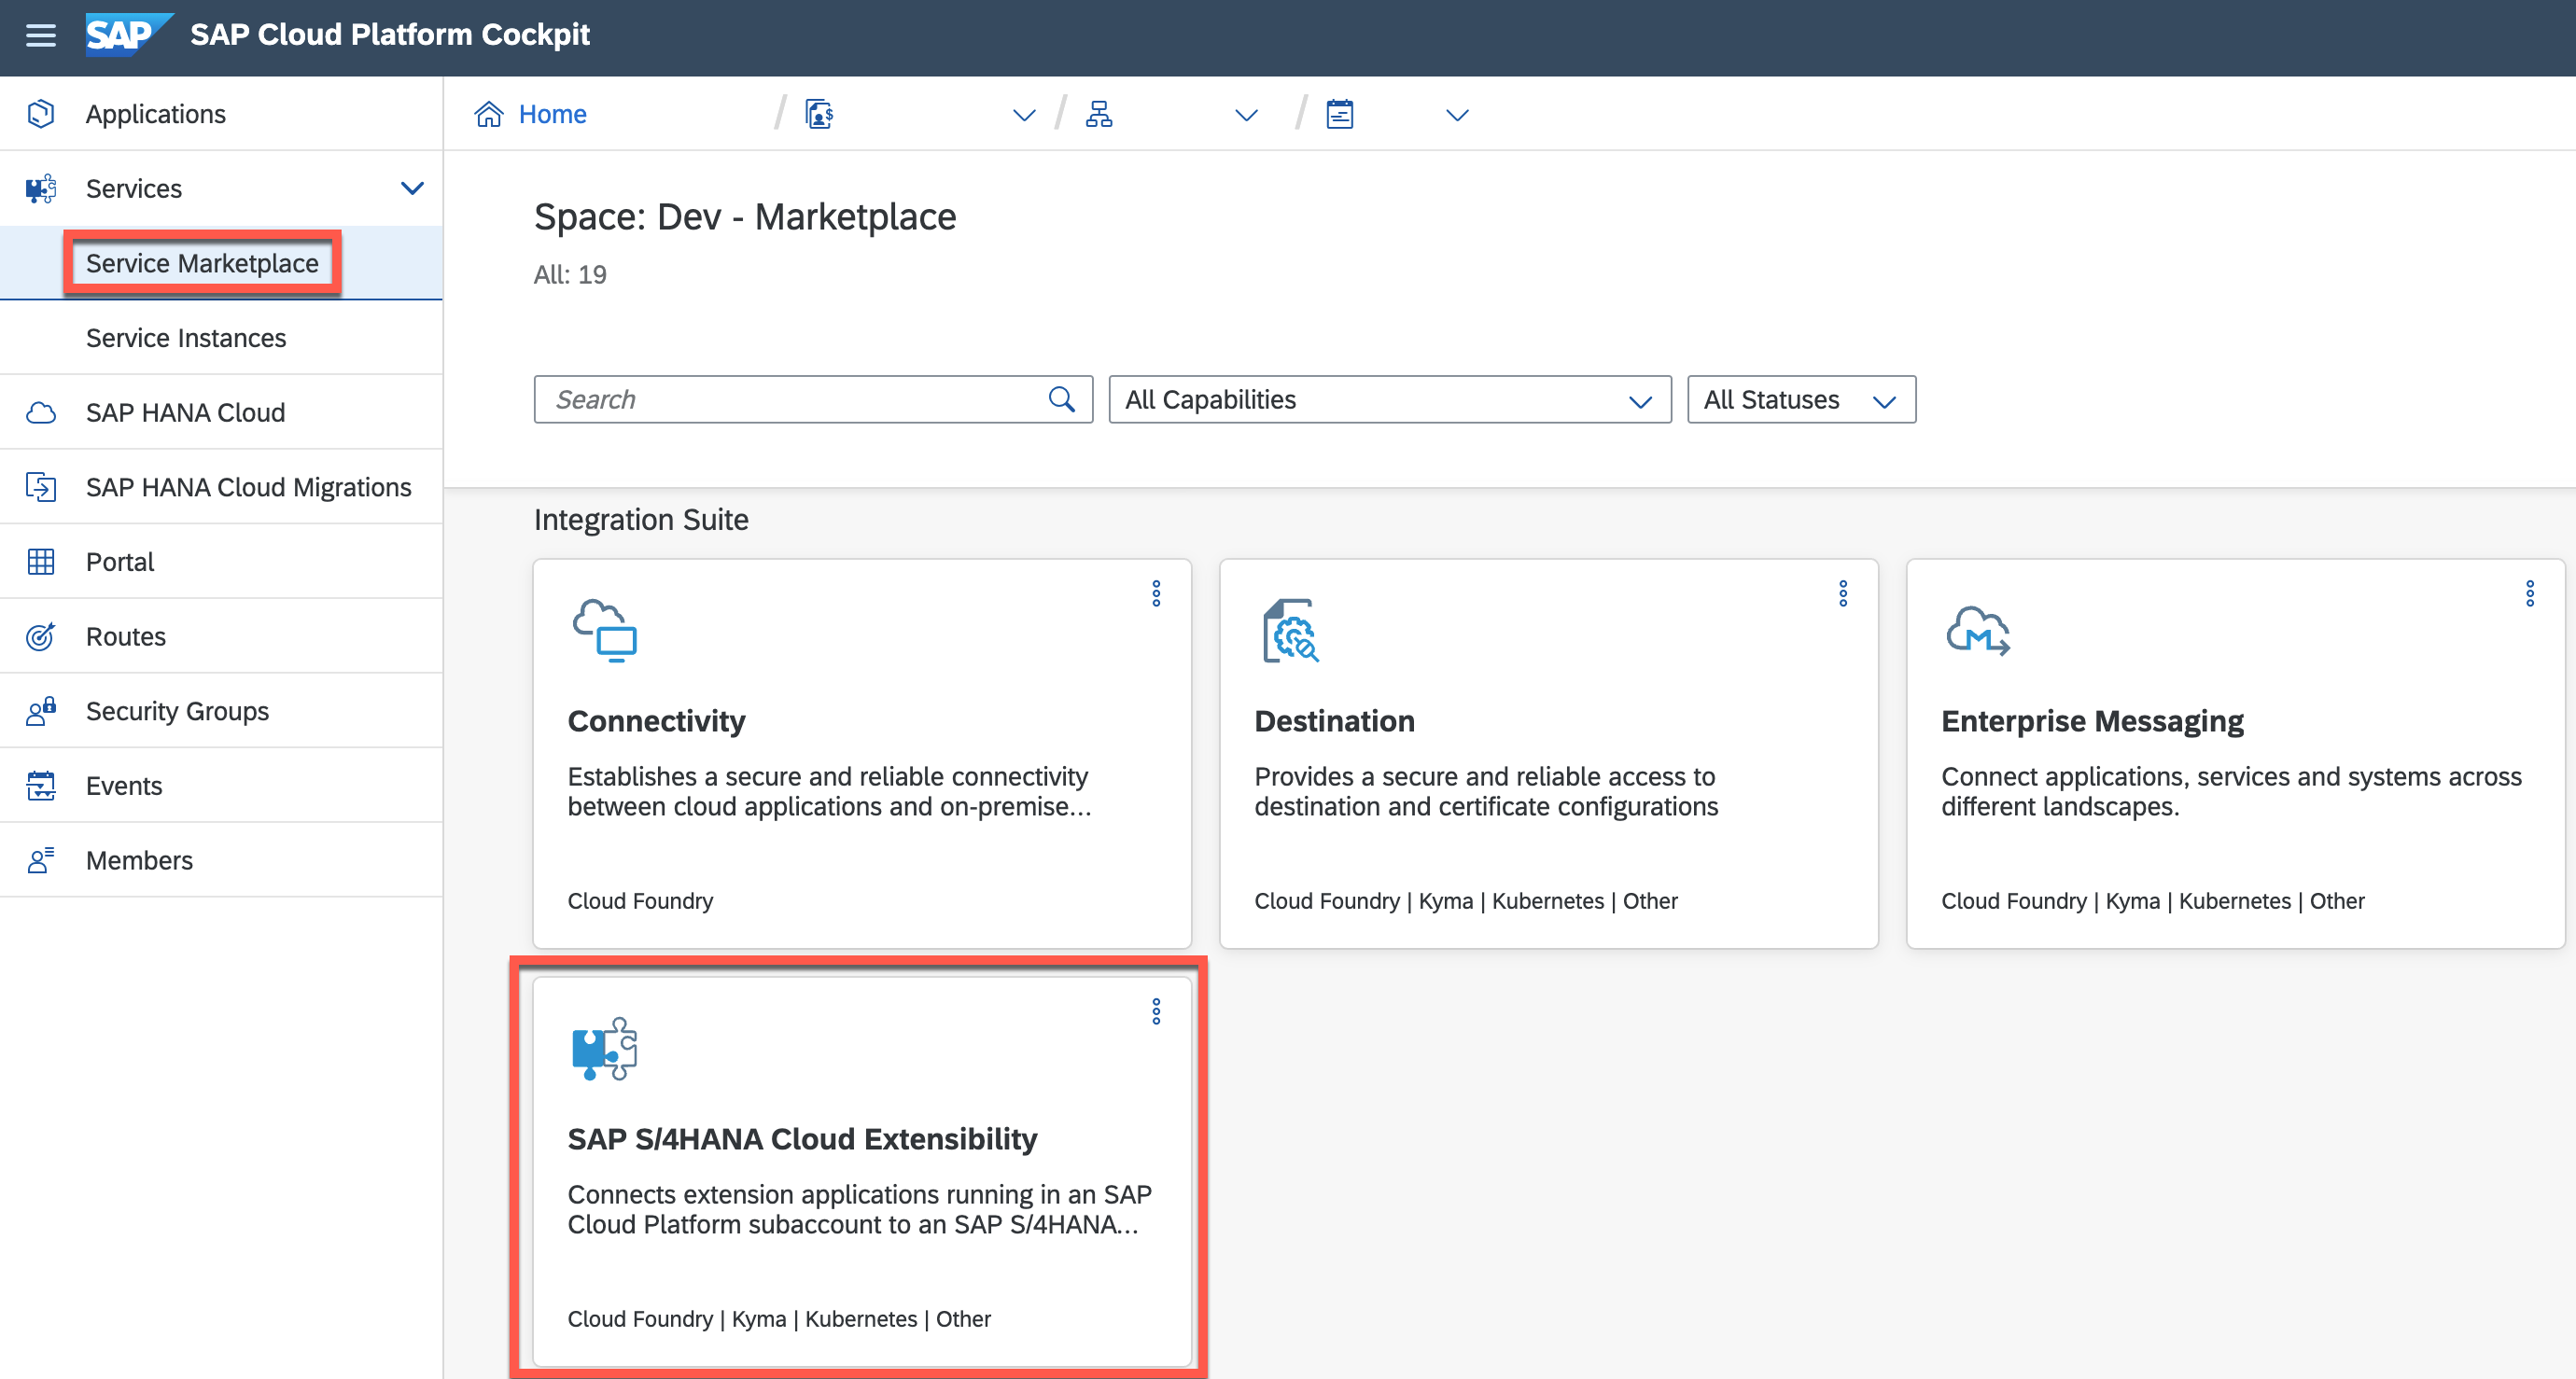 SAP SAP Cloud Platform Cockpit
Applications
Services
Service Marketplace
Service Instances
SAP HANA Cloud
SAP HANA Cloud Migrations
Portal
Routes
Security Groups
Events
Members
Home / / /
Space: Dev - Marketplace
All: 19
Search
All Capabilities
All Statuses
Integration Suite
Connectivity
Establishes a secure and reliable connectivity
between cloud applications and on-premise...
Cloud Foundry
Destination
Provides a secure and reliable access to
destination and certificate configurations
Cloud Foundry | Kyma | Kubernetes | Other
Enterprise Messaging
Connect applications, services and systems across
different landscapes.
Cloud Foundry | Kyma | Kubernetes | Other
SAP S/4HANA Cloud Extensibility
Connects extension applications running in an SAP
Cloud Platform subaccount to an SAP S/4HANA...
Cloud Foundry | Kyma | Kubernetes | Other